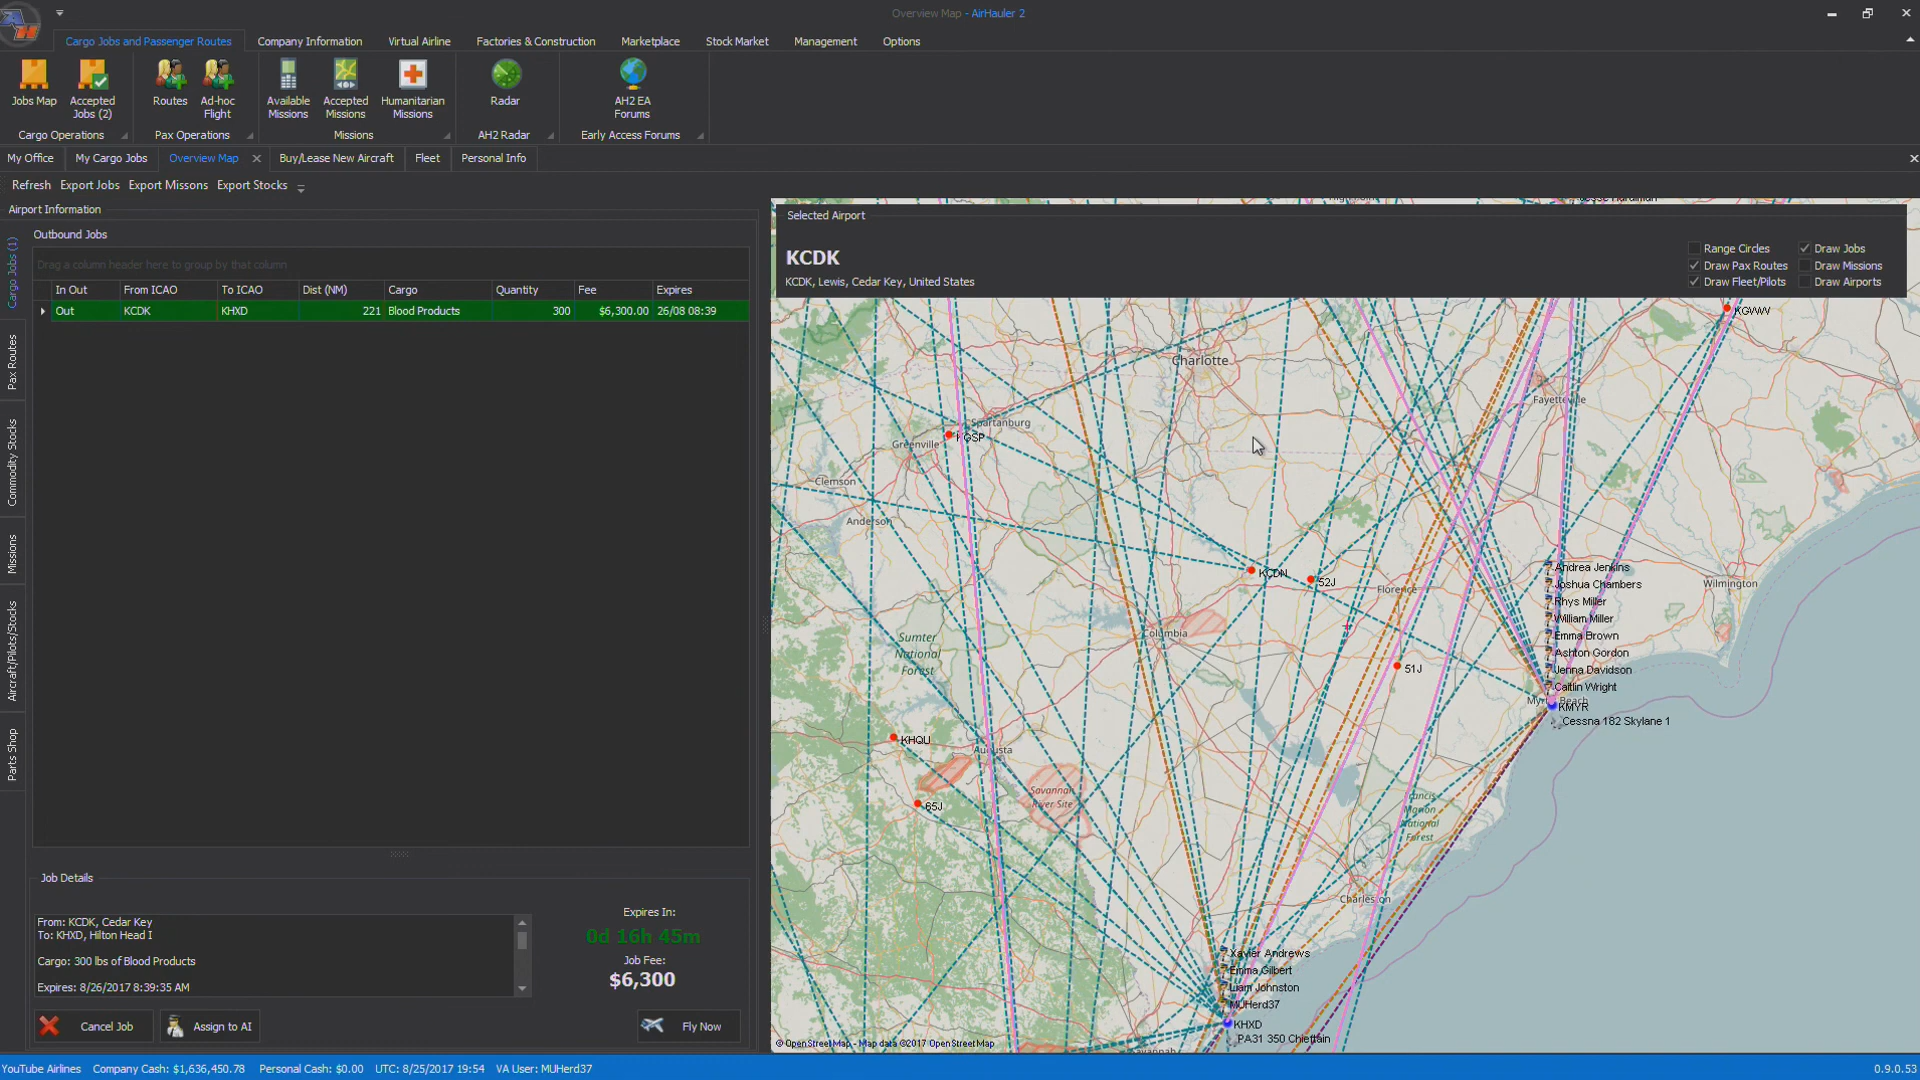 Overview Map - AirHauler 2
Cargo Jobs and Passenger Routes
Company Information
Virtual Airline
Factories & Construction
Marketplace
Stock Market
Management
Options
Jobs Map
Accepted Jobs (2)
Routes
Ad-hoc Flight
Available Missions
Accepted Missions
Humanitarian Missions
Radar
AH2 EA Forums
Cargo Operations
Pax Operations
Missions
AH2 Radar
Early Access Forums
My Office
My Cargo Jobs
Overview Map
Buy/Lease New Aircraft
Fleet
Personal Info
Refresh
Export Jobs
Export Missons
Export Stocks
Airport Information
Cargo Jobs (1)
Pax Routes
Commodity Stocks
Missions
Aircraft/Pilots/Stocks
Parts Shop
Outbound Jobs
Drag a column header here to group by that column
In Out From ICAO To ICAO Dist (NM) Cargo Quantity Fee Expires
Out KCDK KHXD 221 Blood Products 300 $6,300.00 26/08 08:39
Job Details
From: KCDK, Cedar Key
To: KHXD, Hilton Head I
Cargo: 300 lbs of Blood Products
Expires: 8/26/2017 8:39:35 AM
Expires In:
0d 16h 45m
Job Fee:
$6,300
Cancel Job
Assign to AI
Fly Now
Selected Airport
KCDK
KCDK, Lewis, Cedar Key, United States
Range Circles
Draw Jobs
Draw Pax Routes
Draw Missions
Draw Fleet/Pilots
Draw Airports
KGWW
Charlotte
Fayetteville
Spartanburg
Greenville
KGSP
Clemson
Anderson
KCDN
52J
Florence
Wilmington
Andrea Jenkins
Joshua Chambers
Rhys Miller
William Miller
Emma Brown
Ashton Gordon
Jenna Davidson
Caitlin Wright
Myrtle Beach
KMYR
Cessna 182 Skylane 1
Columbia
Sumter
National
Forest
51J
KHQU
Augusta
65J
Savannah
River Site
Francis
Marion
National
Forest
Charleston
Xavier Andrews
Emma Gilbert
Liam Johnston
MUHerd37
KHXD
PA31 350 Chieftain
Savannah
© OpenStreetMap - Map data ©2017 OpenStreetMap
YouTube Airlines
Company Cash: $1,636,450.78
Personal Cash: $0.00
UTC: 8/25/2017 19:54
VA User: MUHerd37
0.9.0.53